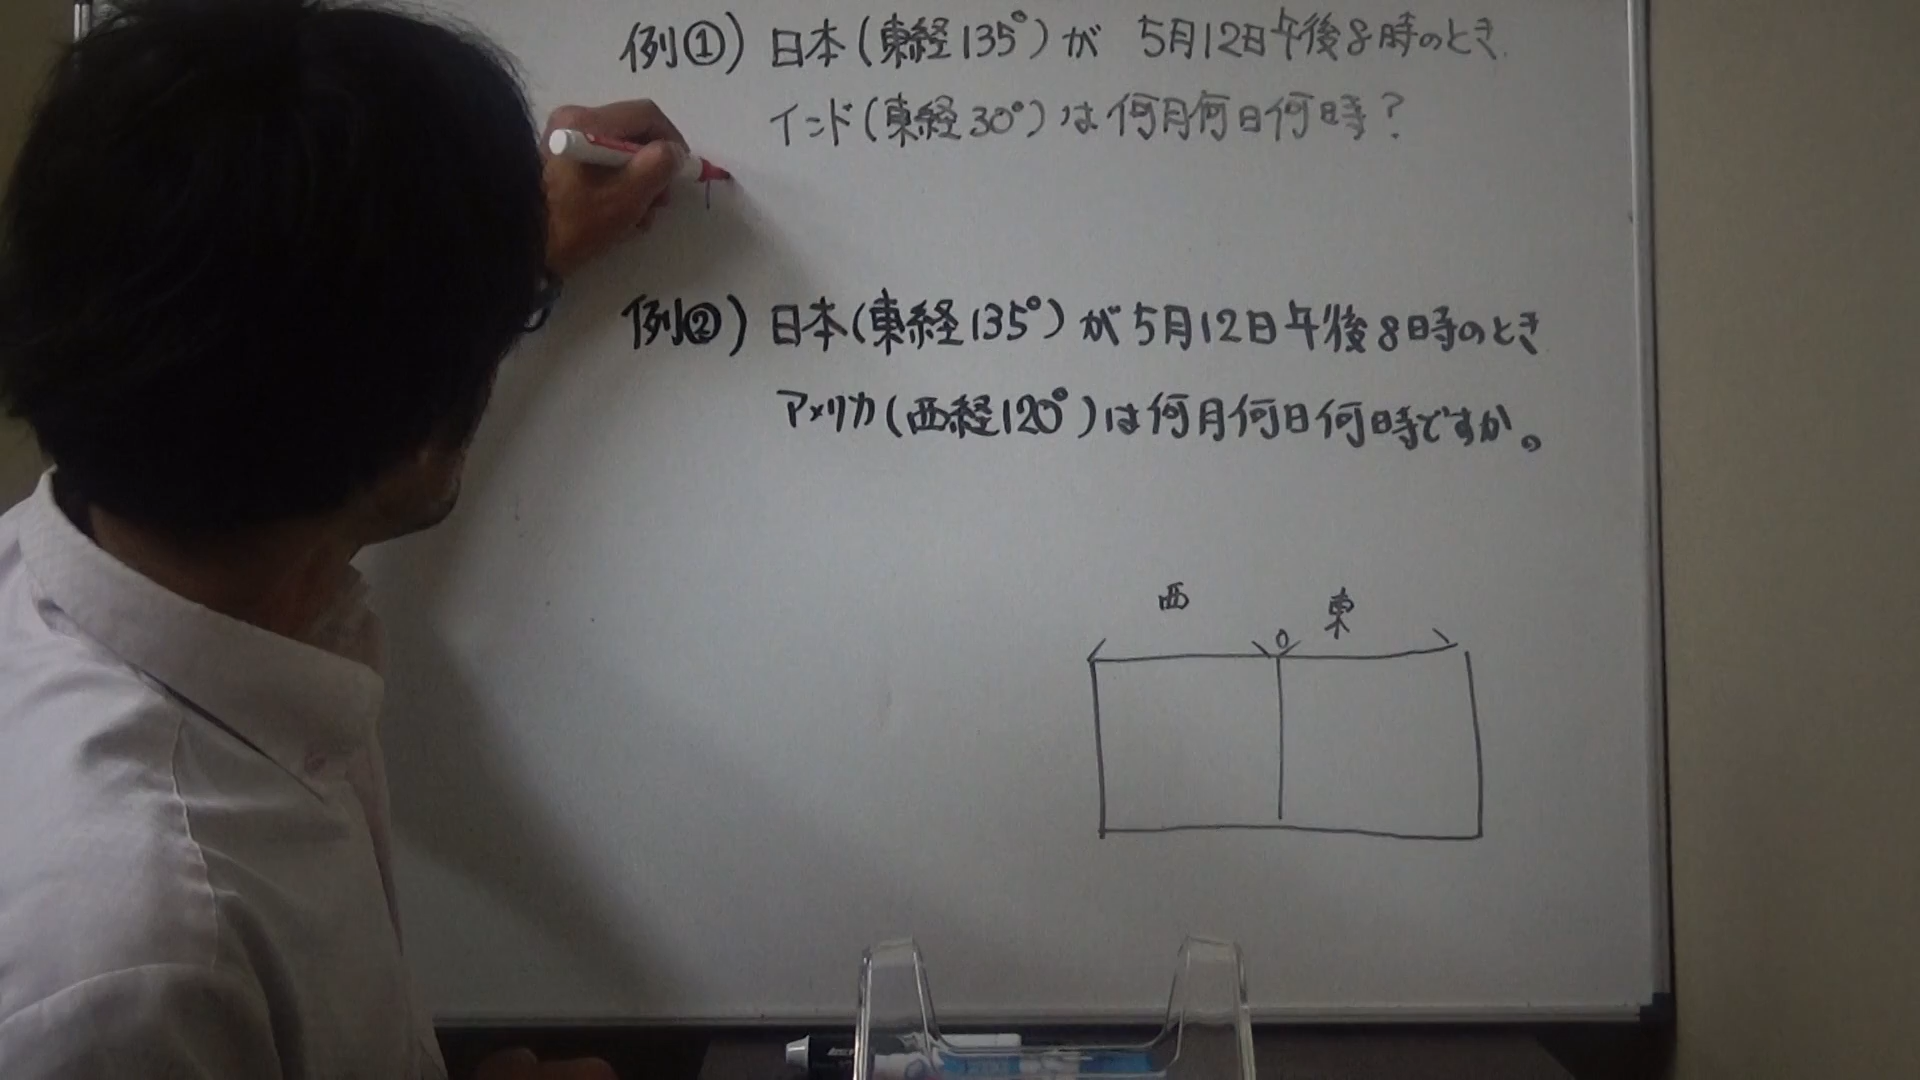 例①) 日本(東経135°)が 5月12日午後8時のとき.
インド(東経30°)は何月何日何時?
例②) 日本(東経135°)が5月12日午後8時のとき
アメリカ(西経120°)は何月何日何時ですか。
西 東
0